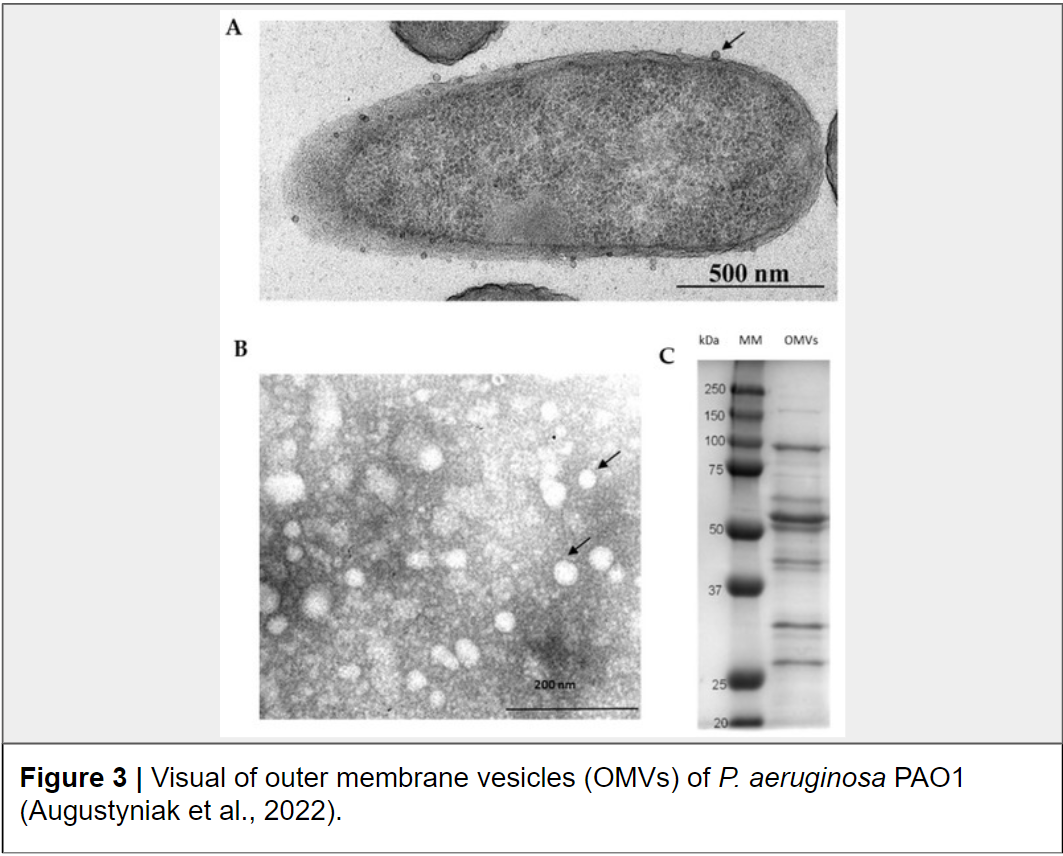 A
500 nm
B
200 nm
C
kDa MM OMVs
250
150
100
75
50
37
25
20
Figure 3 | Visual of outer membrane vesicles (OMVs) of P. aeruginosa PAO1
(Augustyniak et al., 2022).